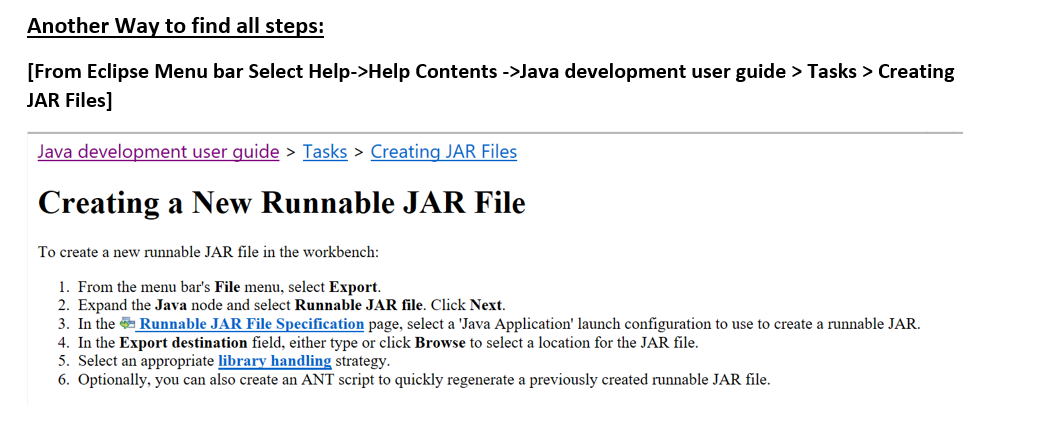 Another Way to find all steps:
[From Eclipse Menu bar Select Help->Help Contents ->Java development user guide > Tasks > Creating
JAR Files]
Java development user guide > Tasks > Creating JAR Files
Creating a New Runnable JAR File
To create a new runnable JAR file in the workbench:
1. From the menu bar's File menu, select Export.
2. Expand the Java node and select Runnable JAR file. Click Next.
3. In the Runnable JAR File Specification page, select a 'Java Application' launch configuration to use to create a runnable JAR.
4. In the Export destination field, either type or click Browse to select a location for the JAR file.
5. Select an appropriate library handling strategy.
6. Optionally, you can also create an ANT script to quickly regenerate a previously created runnable JAR file.